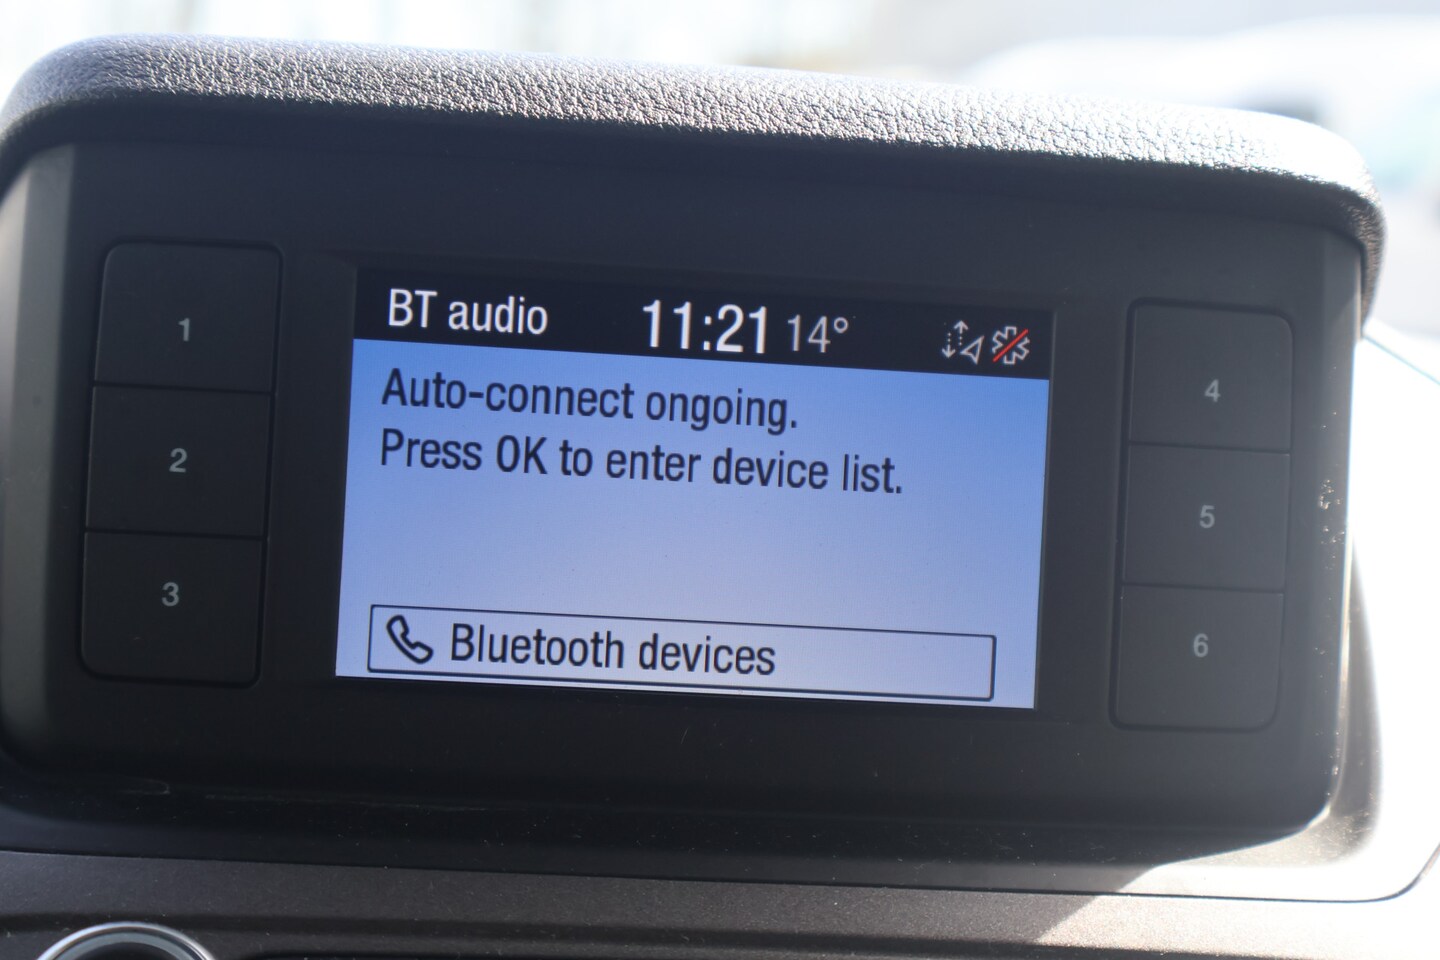 BT audio 11:21 14°
Auto-connect ongoing.
Press OK to enter device list.
Bluetooth devices
1
2
3
4
5
6